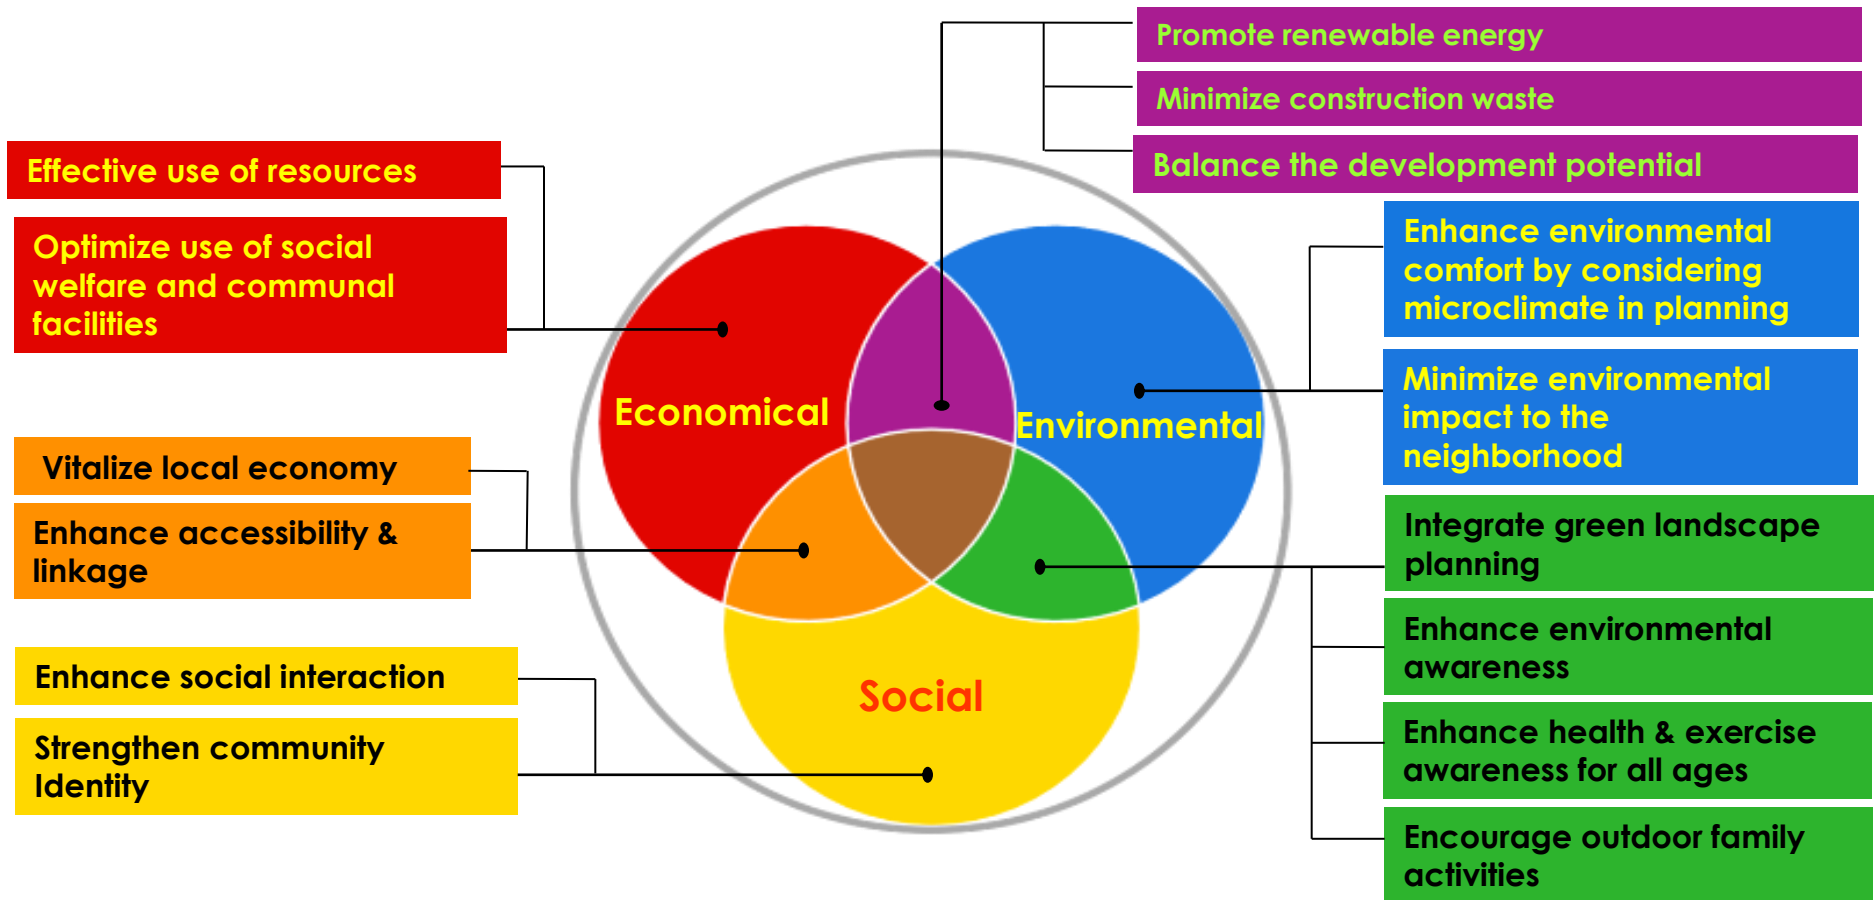 Promote renewable energy
Minimize construction waste
Balance the development potential
Effective use of resources
Optimize use of social
welfare and communal
facilities
Enhance environmental
comfort by considering
microclimate in planning
Minimize environmental
impact to the
neighborhood
Economical
Environmental
Vitalize local economy
Enhance accessibility &
linkage
Integrate green landscape
planning
Enhance environmental
awareness
Enhance social interaction
Strengthen community
Identity
Social
Enhance health & exercise
awareness for all ages
Encourage outdoor family
activities